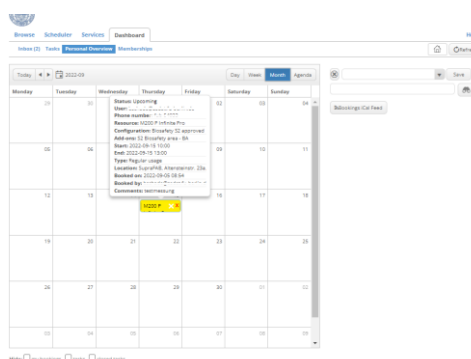 Browse Scheduler Services Dashboard
Inbox (2) Tasks Personal Overview Memberships
Today 2022-09 Day Week Month Agenda Save
Monday Tuesday Wednesday Thursday Friday Saturday Sunday
29 30 02 03 04
Status: Upcoming
User:
Phone number:
Resource: M200 P Infinite Pro
Configuration: Biosafety S2 approved
Add-ons: S2 Biosafety area - BA
Start: 2022-09-15 10:00
End: 2022-09-15 13:00
Type: Regular usage
Location: SupraFAB, Altensteinstr. 23a
Booked on: 2022-09-05 08:54
Booked by:
Comments: testmessung
Bookings iCal Feed
05 06 09 10 11
12 13 16 17 18
M200 P
19 20 21 22 23 24 25
26 27 28 29 30 01 02
03 04 05 06 07 08 09